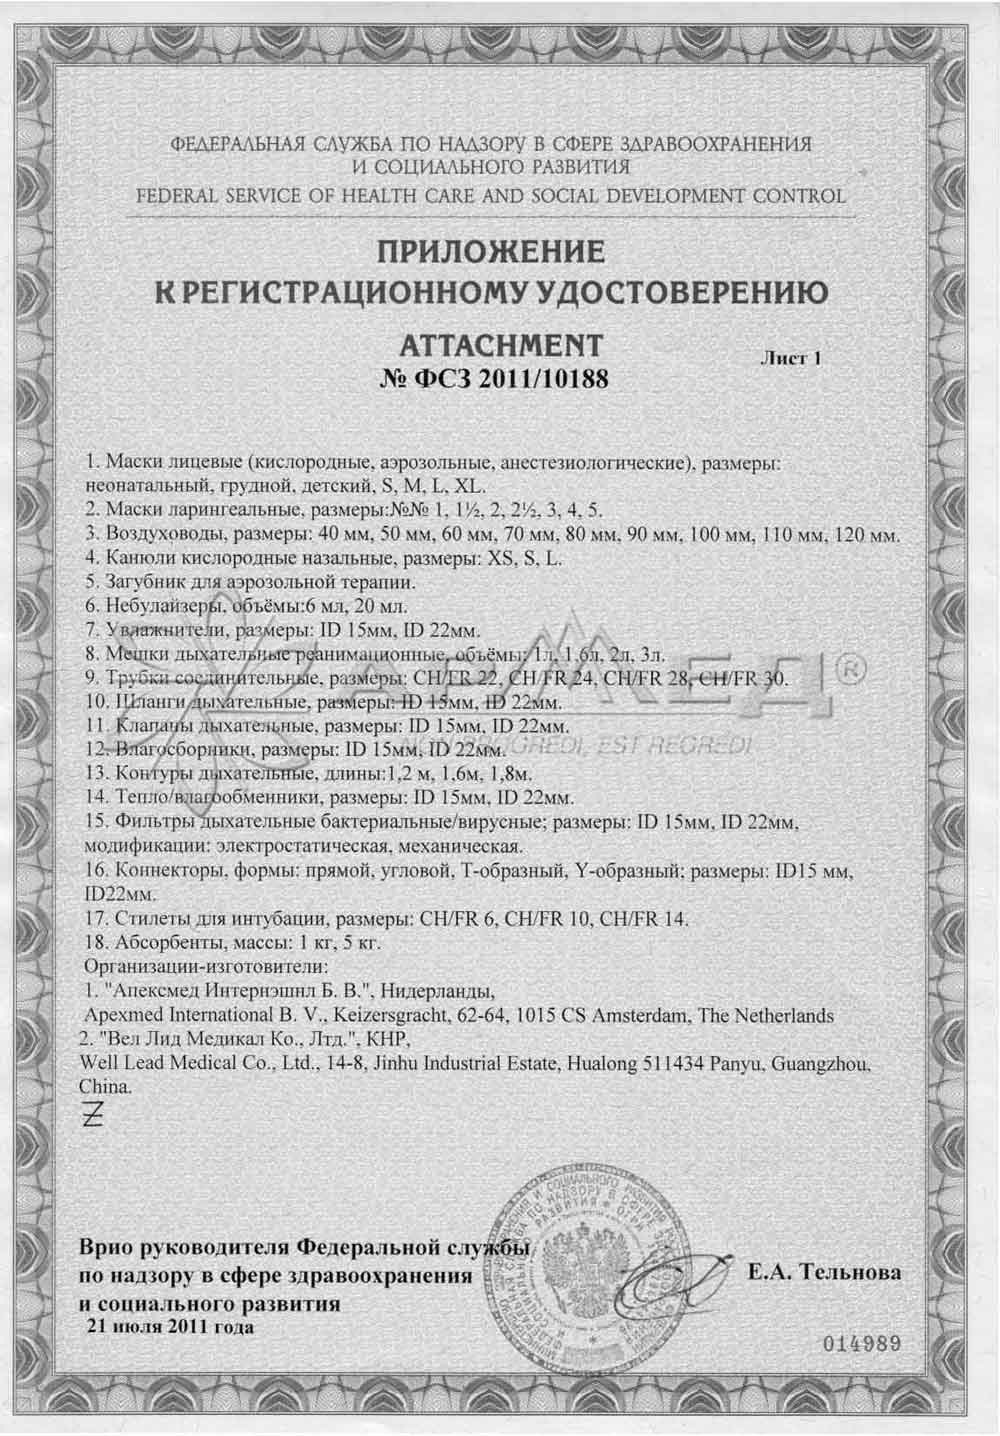 ФЕДЕРАЛЬНАЯ СЛУЖБА ПО НАДЗОРУ В СФЕРЕ ЗДРАВООХРАНЕНИЯ
И СОЦИАЛЬНОГО РАЗВИТИЯ
FEDERAL SERVICE OF HEALTH CARE AND SOCIAL DEVELOPMENT CONTROL
ПРИЛОЖЕНИЕ
К РЕГИСТРАЦИОННОМУ УДОСТОВЕРЕНИЮ
ATTACHMENT
Лист 1
№ ФСЗ 2011/10188
1. Маски лицевые (кислородные, аэрозольные, анестезиологические), размеры:
неонатальный, грудной, детский, S, M, L, XL.
2. Маски ларингеальные, размеры:№№ 1, 1½, 2, 2½, 3, 4, 5.
3. Воздуховоды, размеры: 40 мм, 50 мм, 60 мм, 70 мм, 80 мм, 90 мм, 100 мм, 110 мм, 120 мм.
4. Канюли кислородные назальные, размеры: XS, S, L.
5. Загубник для аэрозольной терапии.
6. Небулайзеры, объёмы:6 мл, 20 мл.
7. Увлажнители, размеры: ID 15мм, ID 22мм.
8. Мешки дыхательные реанимационные, объёмы: 1л, 1,6л, 2л, 3л.
9. Трубки соединительные, размеры: CH/FR 22, CH/FR 24, CH/FR 28, CH/FR 30.
10. Шланги дыхательные, размеры: ID 15мм, ID 22мм.
11. Клапаны дыхательные, размеры: ID 15мм, ID 22мм.
12. Влагосборники, размеры: ID 15мм, ID 22мм.
13. Контуры дыхательные, длины:1,2 м, 1,6м, 1,8м.
14. Тепло/влагообменники, размеры: ID 15мм, ID 22мм.
15. Фильтры дыхательные бактериальные/вирусные; размеры: ID 15мм, ID 22мм,
модификации: электростатическая, механическая.
16. Коннекторы, формы: прямой, угловой, Т-образный, Y-образный; размеры: ID15 мм,
ID22мм.
17. Стилеты для интубации, размеры: CH/FR 6, CH/FR 10, CH/FR 14.
18. Абсорбенты, массы: 1 кг, 5 кг.
Организации-изготовители:
1. "Апексмед Интернэшнл Б. В.", Нидерланды,
Apexmed International B. V., Keizersgracht, 62-64, 1015 CS Amsterdam, The Netherlands
2. "Вел Лид Медикал Ко., Лтд.", КНР,
Well Lead Medical Co., Ltd., 14-8, Jinhu Industrial Estate, Hualong 511434 Panyu, Guangzhou,
China.
АРМЕД®
NON PROGREDI, EST REGREDI
Врио руководителя Федеральной службы
по надзору в сфере здравоохранения
и социального развития
21 июля 2011 года
Е.А. Тельнова
014989